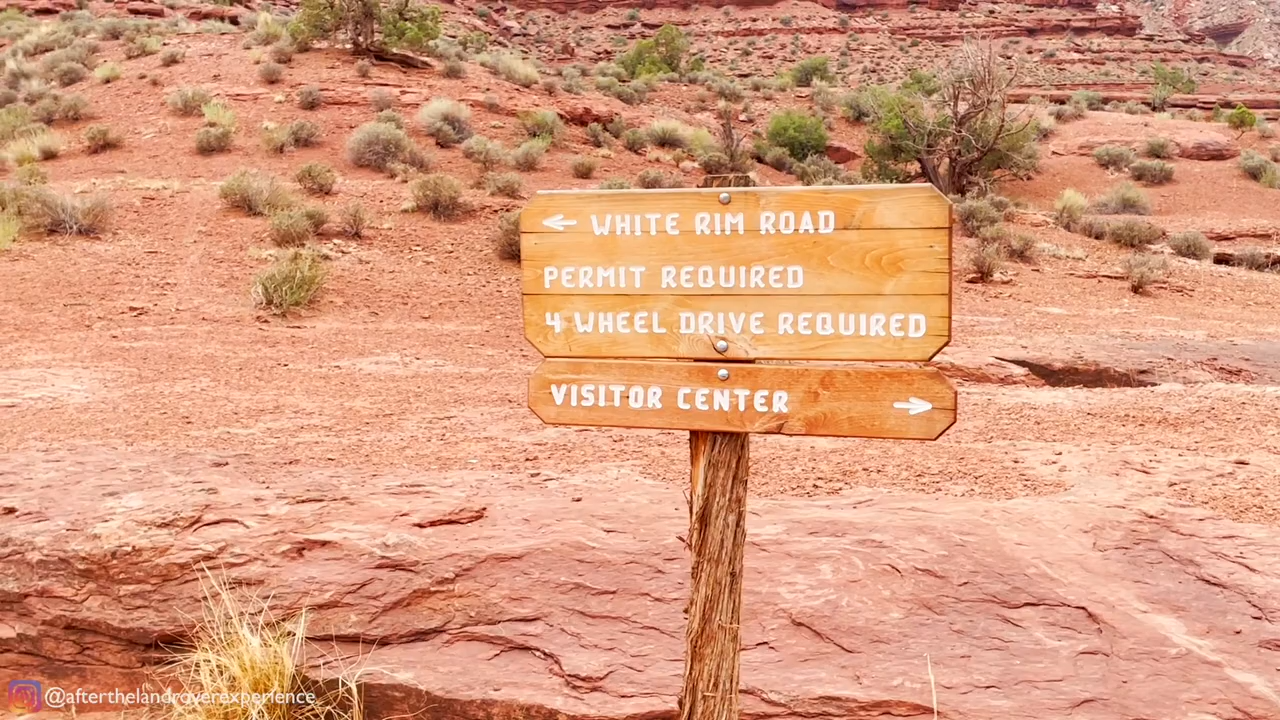 ← WHITE RIM ROAD
PERMIT REQUIRED
4 WHEEL DRIVE REQUIRED
VISITOR CENTER →
@afterthelandroverexperience